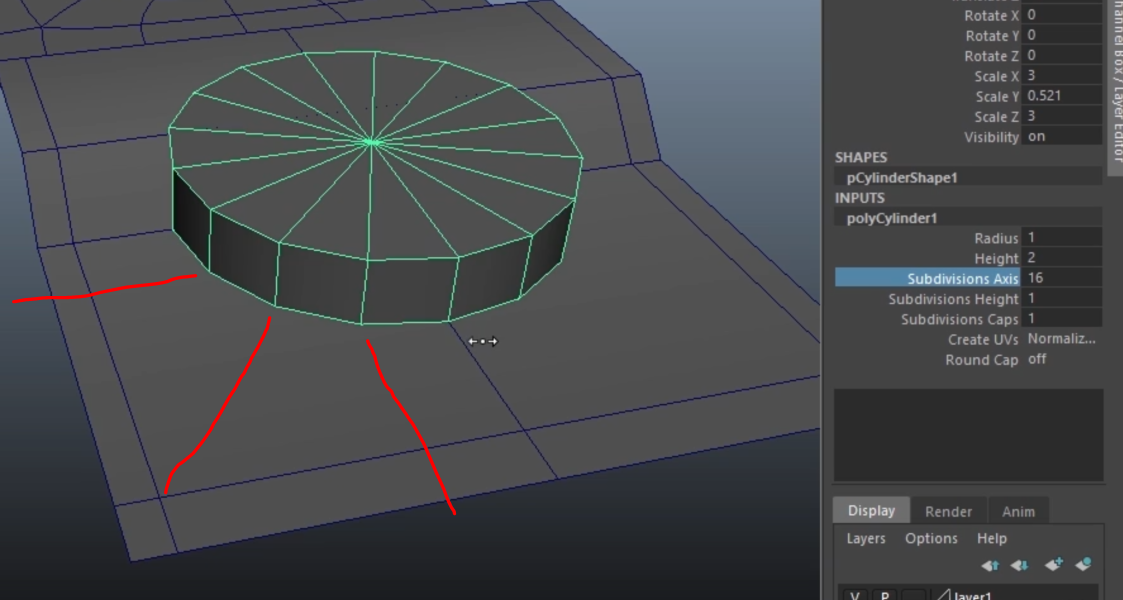 Rotate X 0
Rotate Y 0
Rotate Z 0
Scale X 3
Scale Y 0.521
Scale Z 3
Visibility on
SHAPES
pCylinderShape1
INPUTS
polyCylinder1
Radius 1
Height 2
Subdivisions Axis 16
Subdivisions Height 1
Subdivisions Caps 1
Create UVs Normaliz...
Round Cap off
Display Render Anim
Layers Options Help
V P layer1
/ Layer Editor